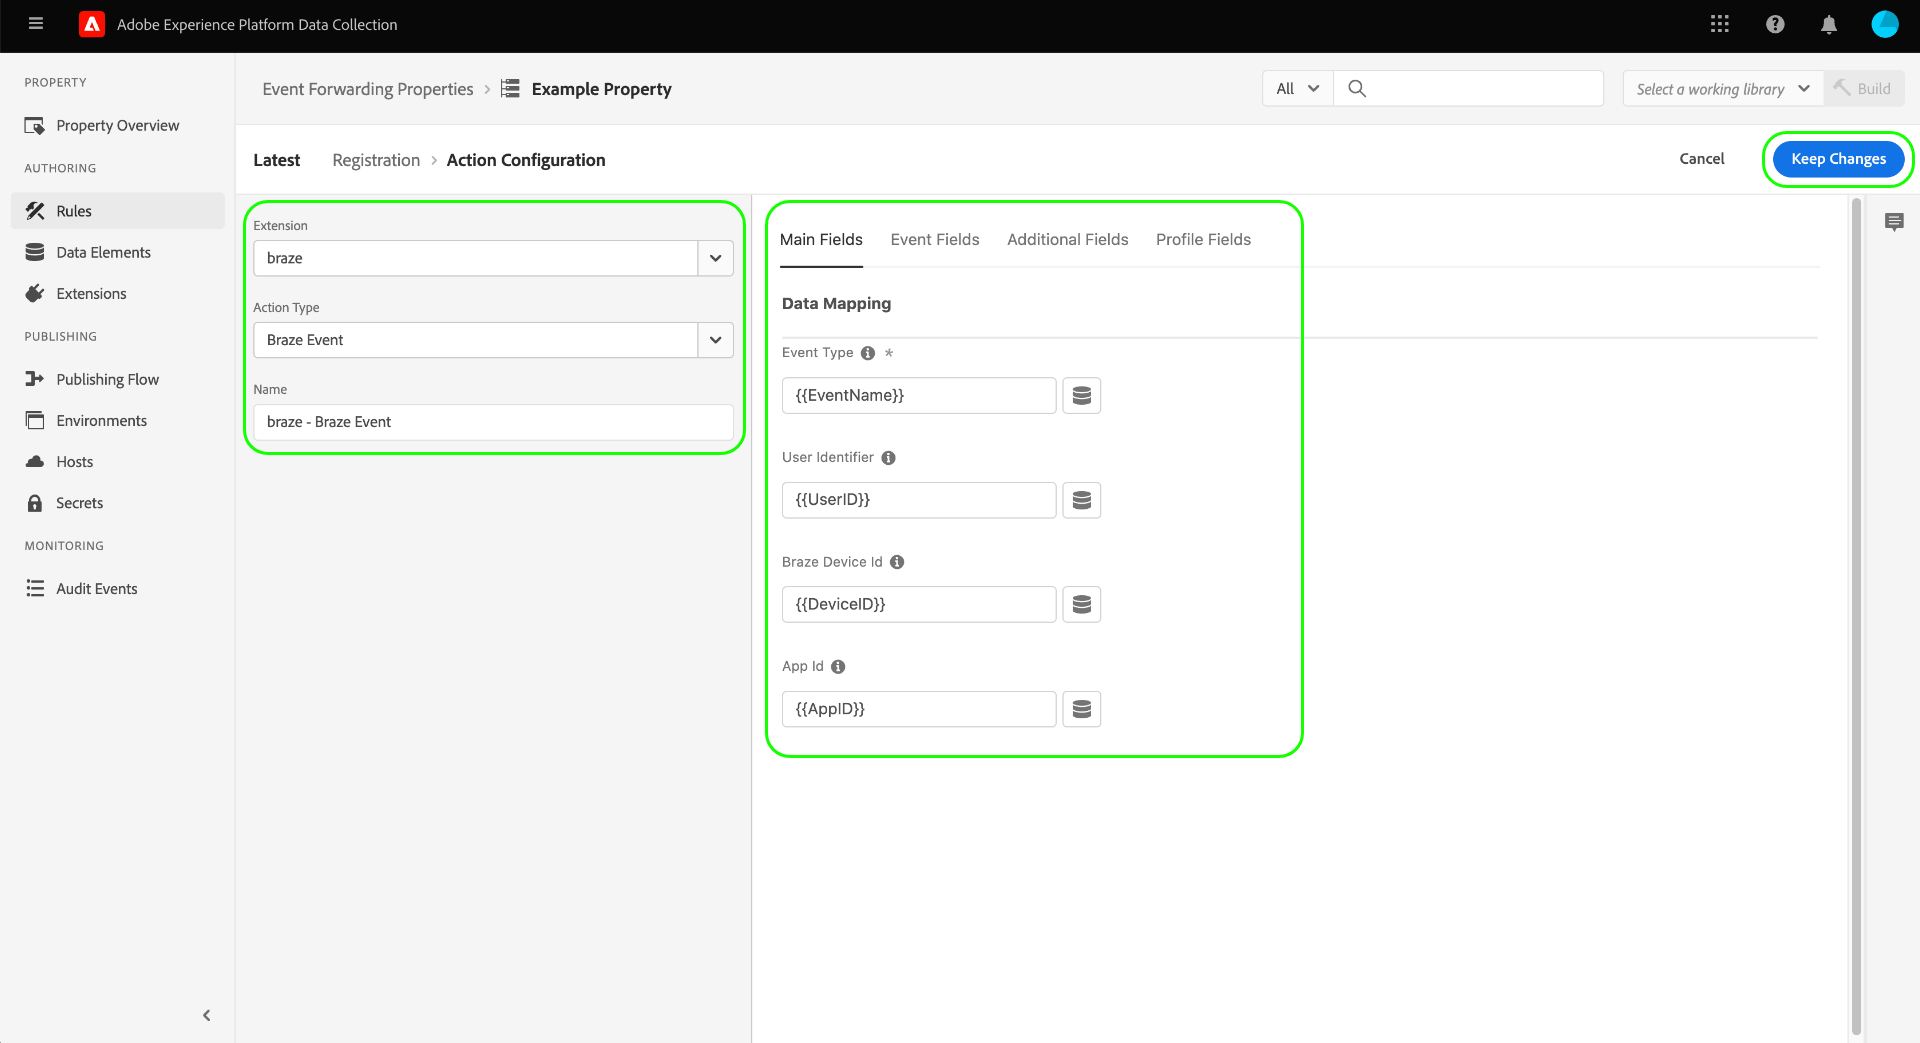 Adobe Experience Platform Data Collection
PROPERTY
Property Overview
AUTHORING
Rules
Data Elements
Extensions
PUBLISHING
Publishing Flow
Environments
Hosts
Secrets
MONITORING
Audit Events
Event Forwarding Properties > Example Property
All
Select a working library
Build
Latest
Registration > Action Configuration
Cancel
Keep Changes
Extension
braze
Action Type
Braze Event
Name
braze - Braze Event
Main Fields
Event Fields
Additional Fields
Profile Fields
Data Mapping
Event Type *
{{EventName}}
User Identifier
{{UserID}}
Braze Device Id
{{DeviceID}}
App Id
{{AppID}}